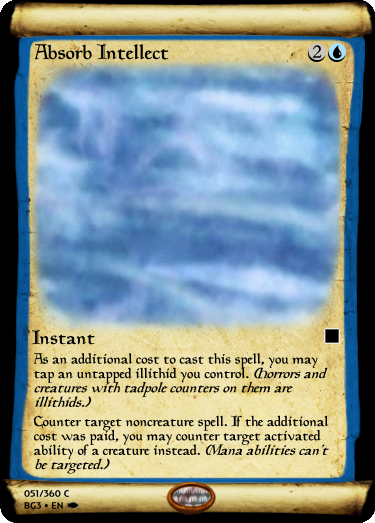 Absorb Intellect 2
Instant
As an additional cost to cast this spell, you may
tap an untapped illithid you control. (Horrors and
creatures with tadpole counters on them are
illithids.)
Counter target noncreature spell. If the additional
cost was paid, you may counter target activated
ability of a creature instead. (Mana abilities can't
be targeted.)
051/360 C
BG3 • EN